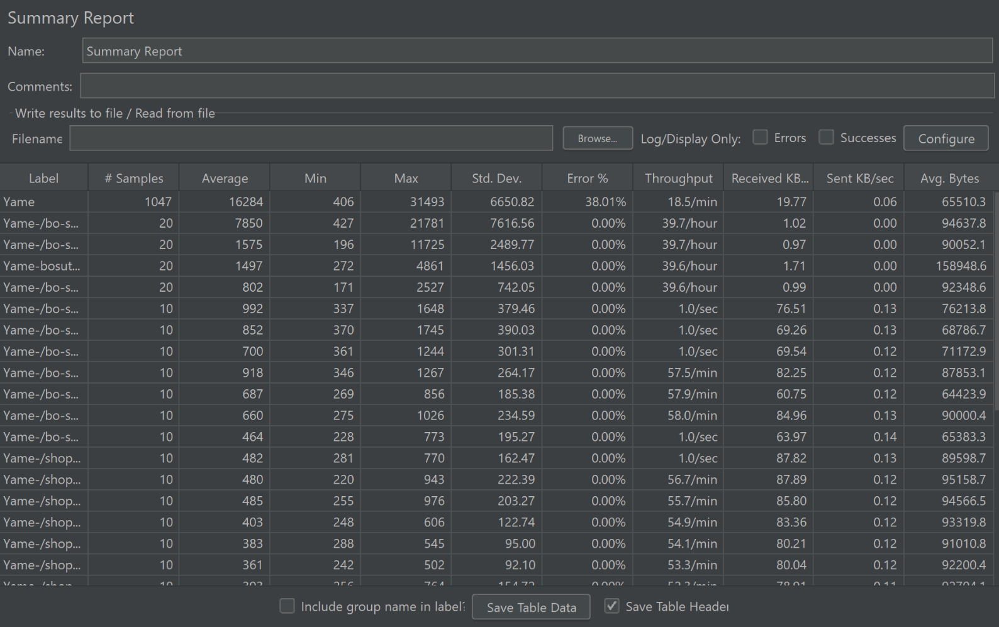 Summary Report
Name: Summary Report
Comments:
Write results to file / Read from file
Filename Browse... Log/Display Only: Errors Successes Configure
Label # Samples Average Min Max Std. Dev. Error % Throughput Received KB... Sent KB/sec Avg. Bytes
Yame 1047 16284 406 31493 6650.82 38.01% 18.5/min 19.77 0.06 65510.3
Yame-/bo-s... 20 7850 427 21781 7616.56 0.00% 39.7/hour 1.02 0.00 94637.8
Yame-/bo-s... 20 1575 196 11725 2489.77 0.00% 39.7/hour 0.97 0.00 90052.1
Yame-bosut... 20 1497 272 4861 1456.03 0.00% 39.6/hour 1.71 0.00 158948.6
Yame-/bo-s... 20 802 171 2527 742.05 0.00% 39.6/hour 0.99 0.00 92348.6
Yame-/bo-s... 10 992 337 1648 379.46 0.00% 1.0/sec 76.51 0.13 76213.8
Yame-/bo-s... 10 852 370 1745 390.03 0.00% 1.0/sec 69.26 0.13 68786.7
Yame-/bo-s... 10 700 361 1244 301.31 0.00% 1.0/sec 69.54 0.12 71172.9
Yame-/bo-s... 10 918 346 1267 264.17 0.00% 57.5/min 82.25 0.12 87853.1
Yame-/bo-s... 10 687 269 856 185.38 0.00% 57.9/min 60.75 0.12 64423.9
Yame-/bo-s... 10 660 275 1026 234.59 0.00% 58.0/min 84.96 0.13 90000.4
Yame-/bo-s... 10 464 228 773 195.27 0.00% 1.0/sec 63.97 0.14 65383.3
Yame-/shop... 10 482 281 770 162.47 0.00% 1.0/sec 87.82 0.13 89598.7
Yame-/shop... 10 480 220 943 222.39 0.00% 56.7/min 87.89 0.12 95158.7
Yame-/shop... 10 485 255 976 203.27 0.00% 55.7/min 85.80 0.12 94566.5
Yame-/shop... 10 403 248 606 122.74 0.00% 54.9/min 83.36 0.12 93319.8
Yame-/shop... 10 383 288 545 95.00 0.00% 54.1/min 80.21 0.12 91010.8
Yame-/shop... 10 361 242 502 92.10 0.00% 53.3/min 80.04 0.12 92200.4
Include group name in label? Save Table Data Save Table Header